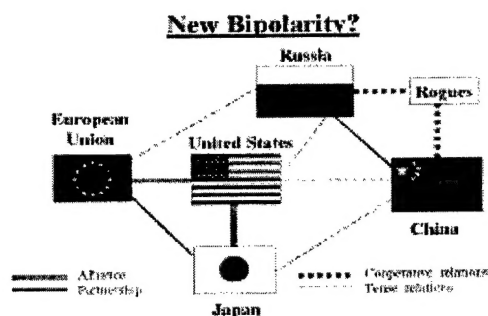 New Bipolarity?
Russia
Rogues
European
Union
United States
China
Alliance
Partnership
Cooperative relations
Tense relations
Japan